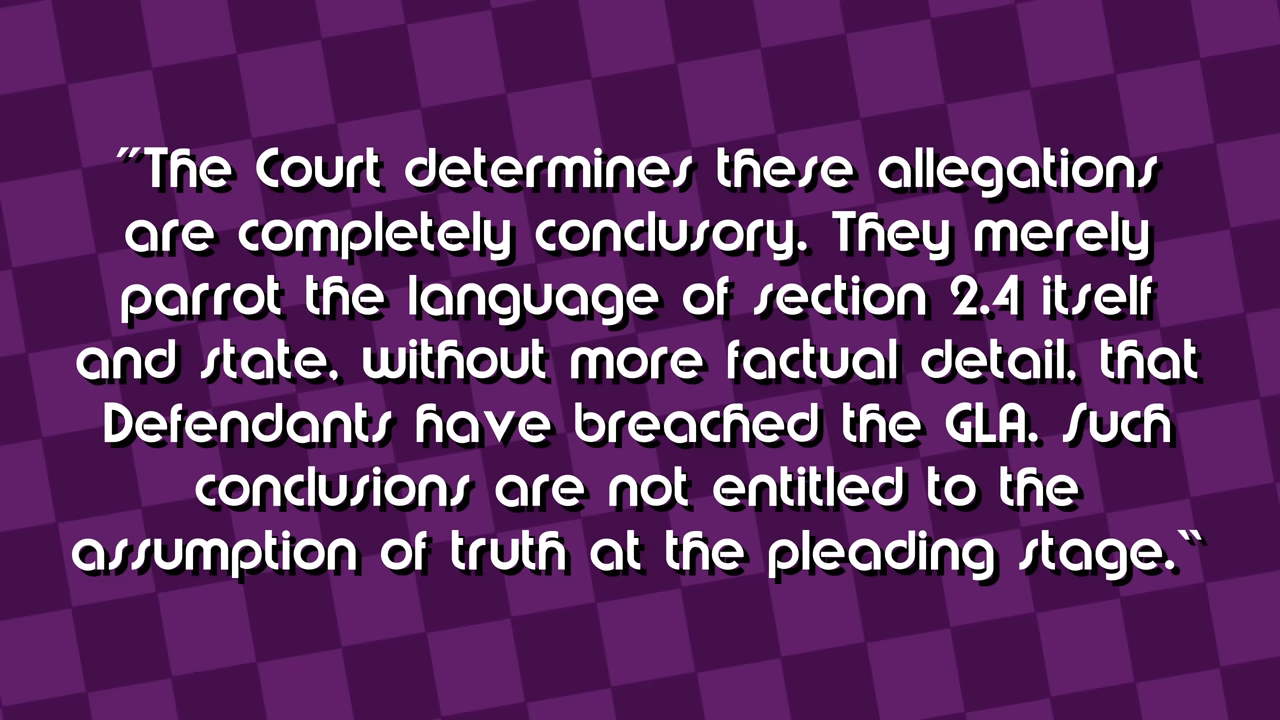 "The Court determines these allegations
are completely conclusory. They merely
parrot the language of section 2.4 itself
and state, without more factual detail, that
Defendants have breached the GLA. Such
conclusions are not entitled to the
assumption of truth at the pleading stage."